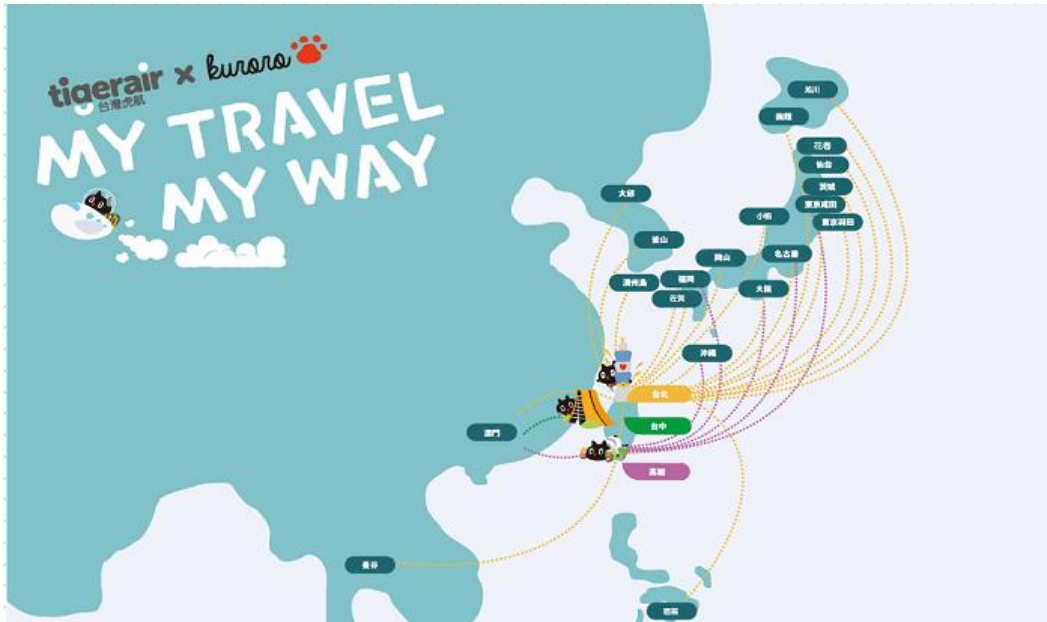 tigerair × kuroro
台灣虎航
MY TRAVEL
MY WAY
旭川
函館
花卷
仙台
茨城
東京成田
東京羽田
小松
名古屋
大阪
岡山
福岡
佐賀
沖繩
大邱
釜山
濟州島
台北
台中
高雄
澳門
曼谷
宿霧